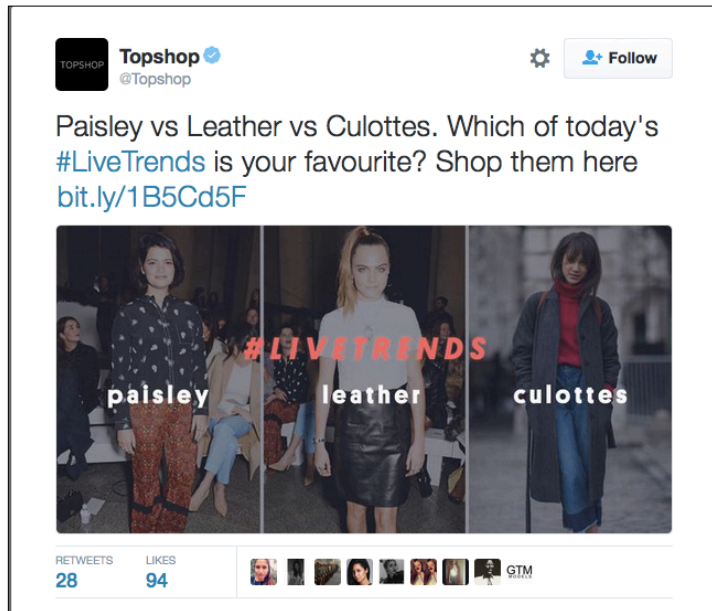 TOPSHOP
Topshop
@Topshop
Follow
Paisley vs Leather vs Culottes. Which of today's
#LiveTrends is your favourite? Shop them here
bit.ly/1B5Cd5F
#LIVETRENDS
paisley leather culottes
RETWEETS LIKES
28 94
GTM
MODELS